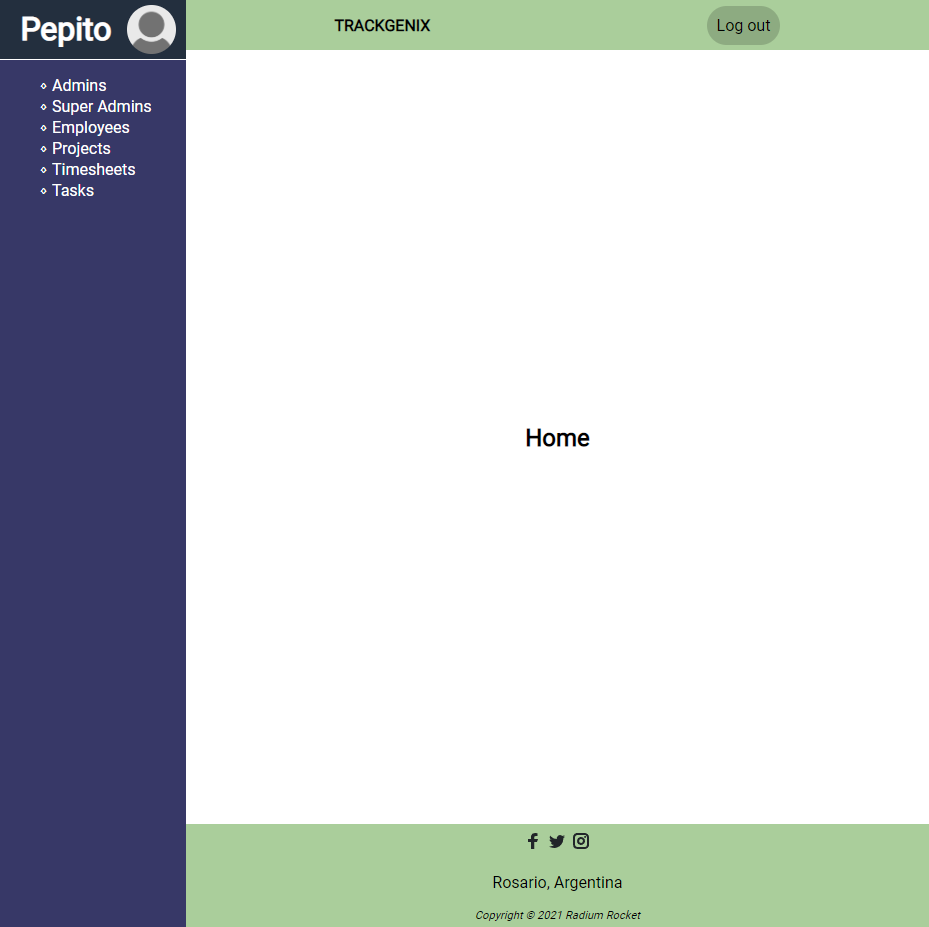 Pepito
TRACKGENIX
Log out
Admins
Super Admins
Employees
Projects
Timesheets
Tasks
Home
Rosario, Argentina
Copyright © 2021 Radium Rocket